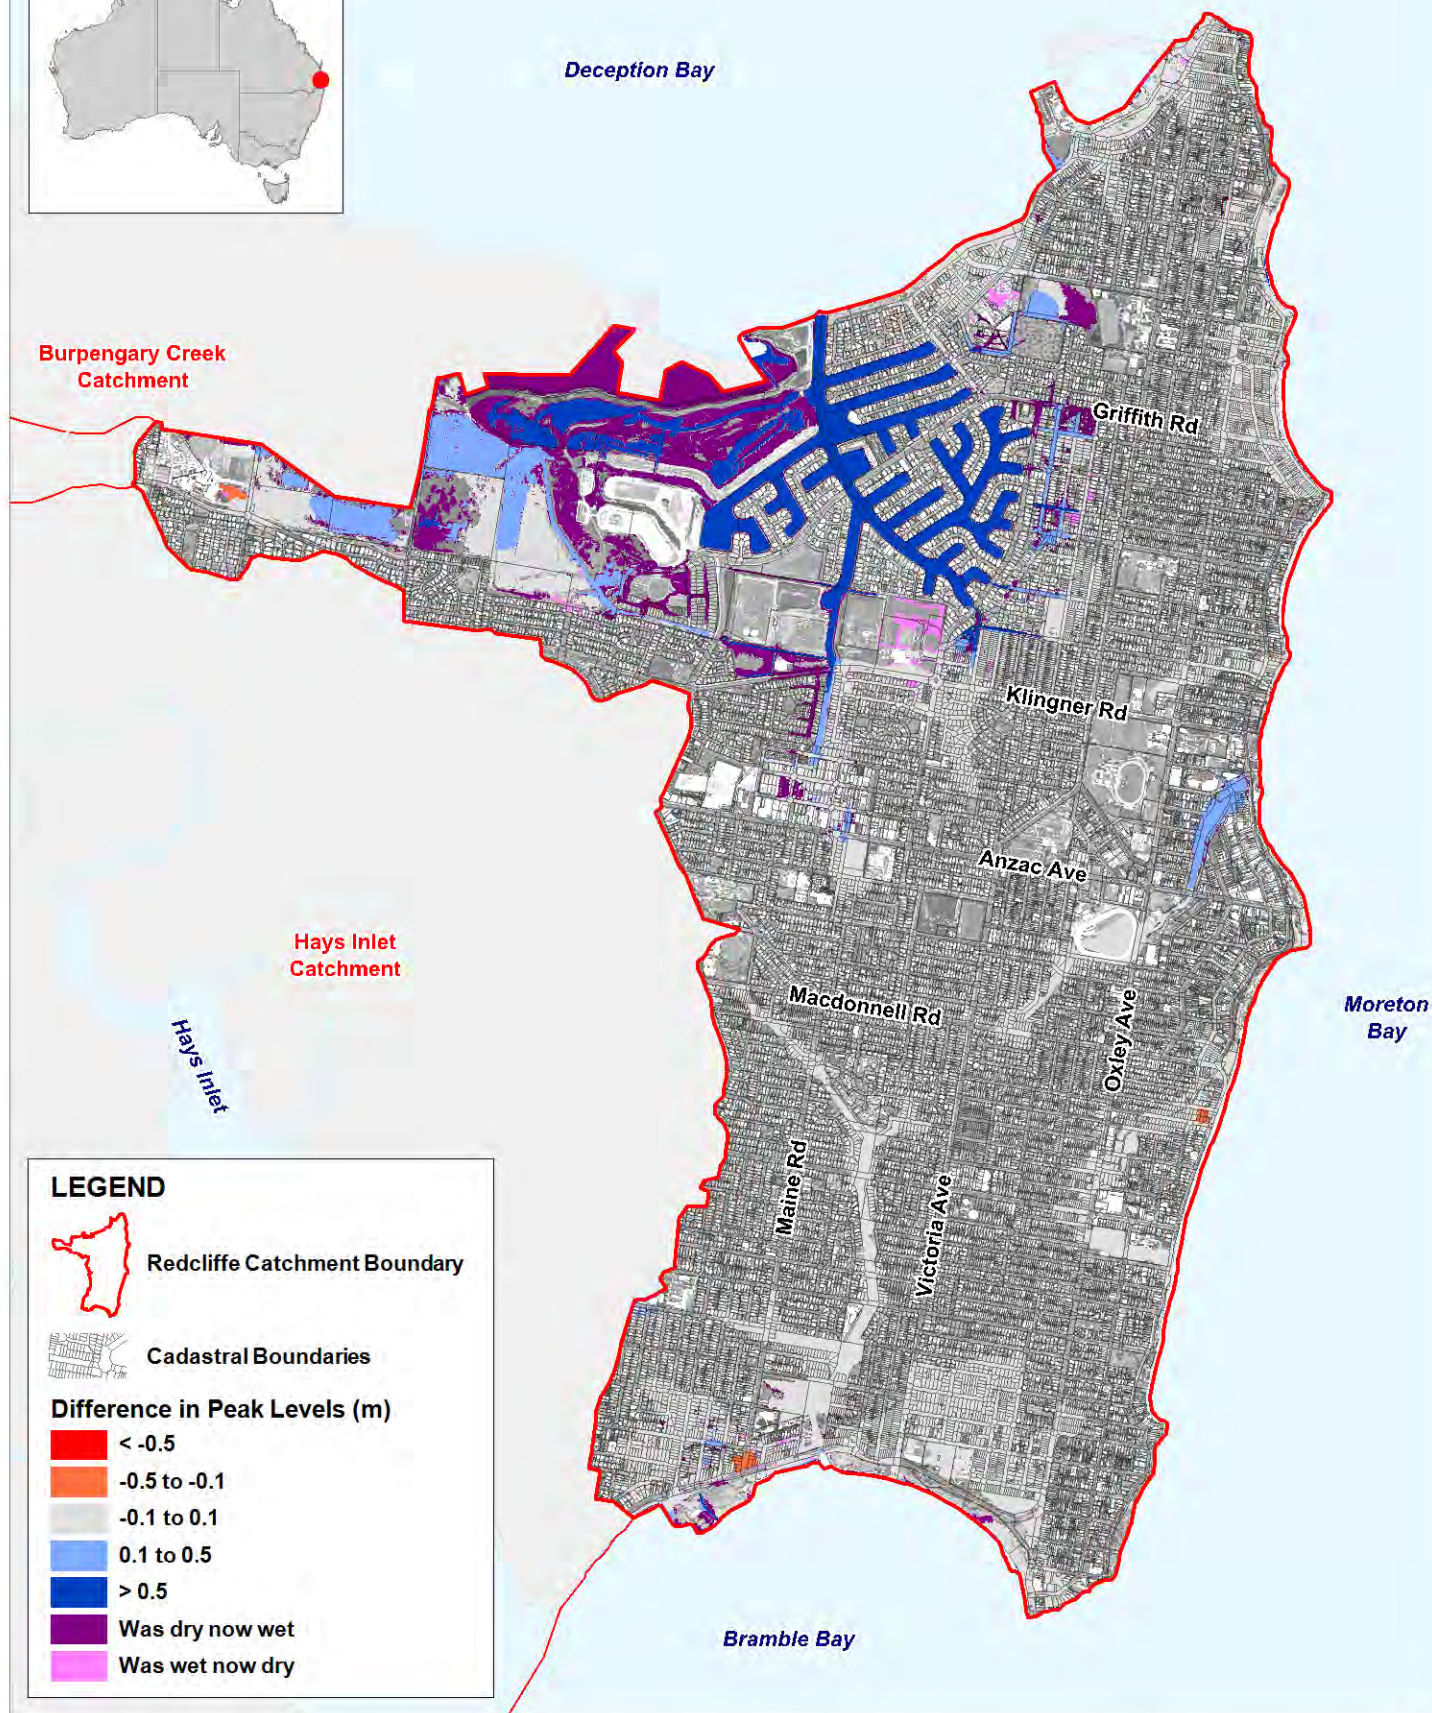 Deception Bay
Burpengary Creek
Catchment
Griffith Rd
Klingner Rd
Anzac Ave
Hays Inlet
Catchment
Macdonnell Rd
Oxley Ave
Moreton
Bay
Hays Inlet
Maine Rd
Victoria Ave
LEGEND
Redcliffe Catchment Boundary
Cadastral Boundaries
Difference in Peak Levels (m)
< -0.5
-0.5 to -0.1
-0.1 to 0.1
0.1 to 0.5
> 0.5
Was dry now wet
Was wet now dry
Bramble Bay